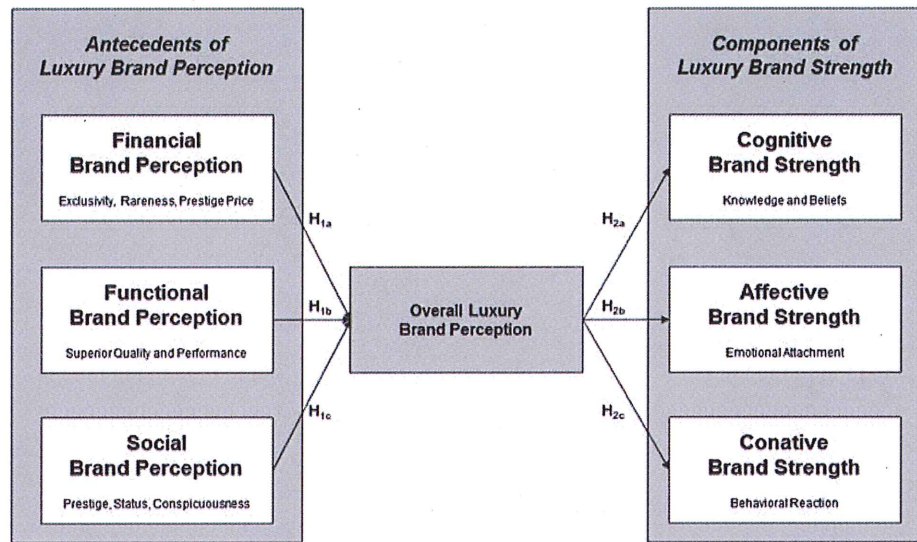 Antecedents of
Luxury Brand Perception
Financial
Brand Perception
Exclusivity, Rareness, Prestige Price
Functional
Brand Perception
Superior Quality and Performance
Social
Brand Perception
Prestige, Status, Conspicuousness
H1a
H1b
H1c
Overall Luxury
Brand Perception
H2a
H2b
H2c
Components of
Luxury Brand Strength
Cognitive
Brand Strength
Knowledge and Beliefs
Affective
Brand Strength
Emotional Attachment
Conative
Brand Strength
Behavioral Reaction